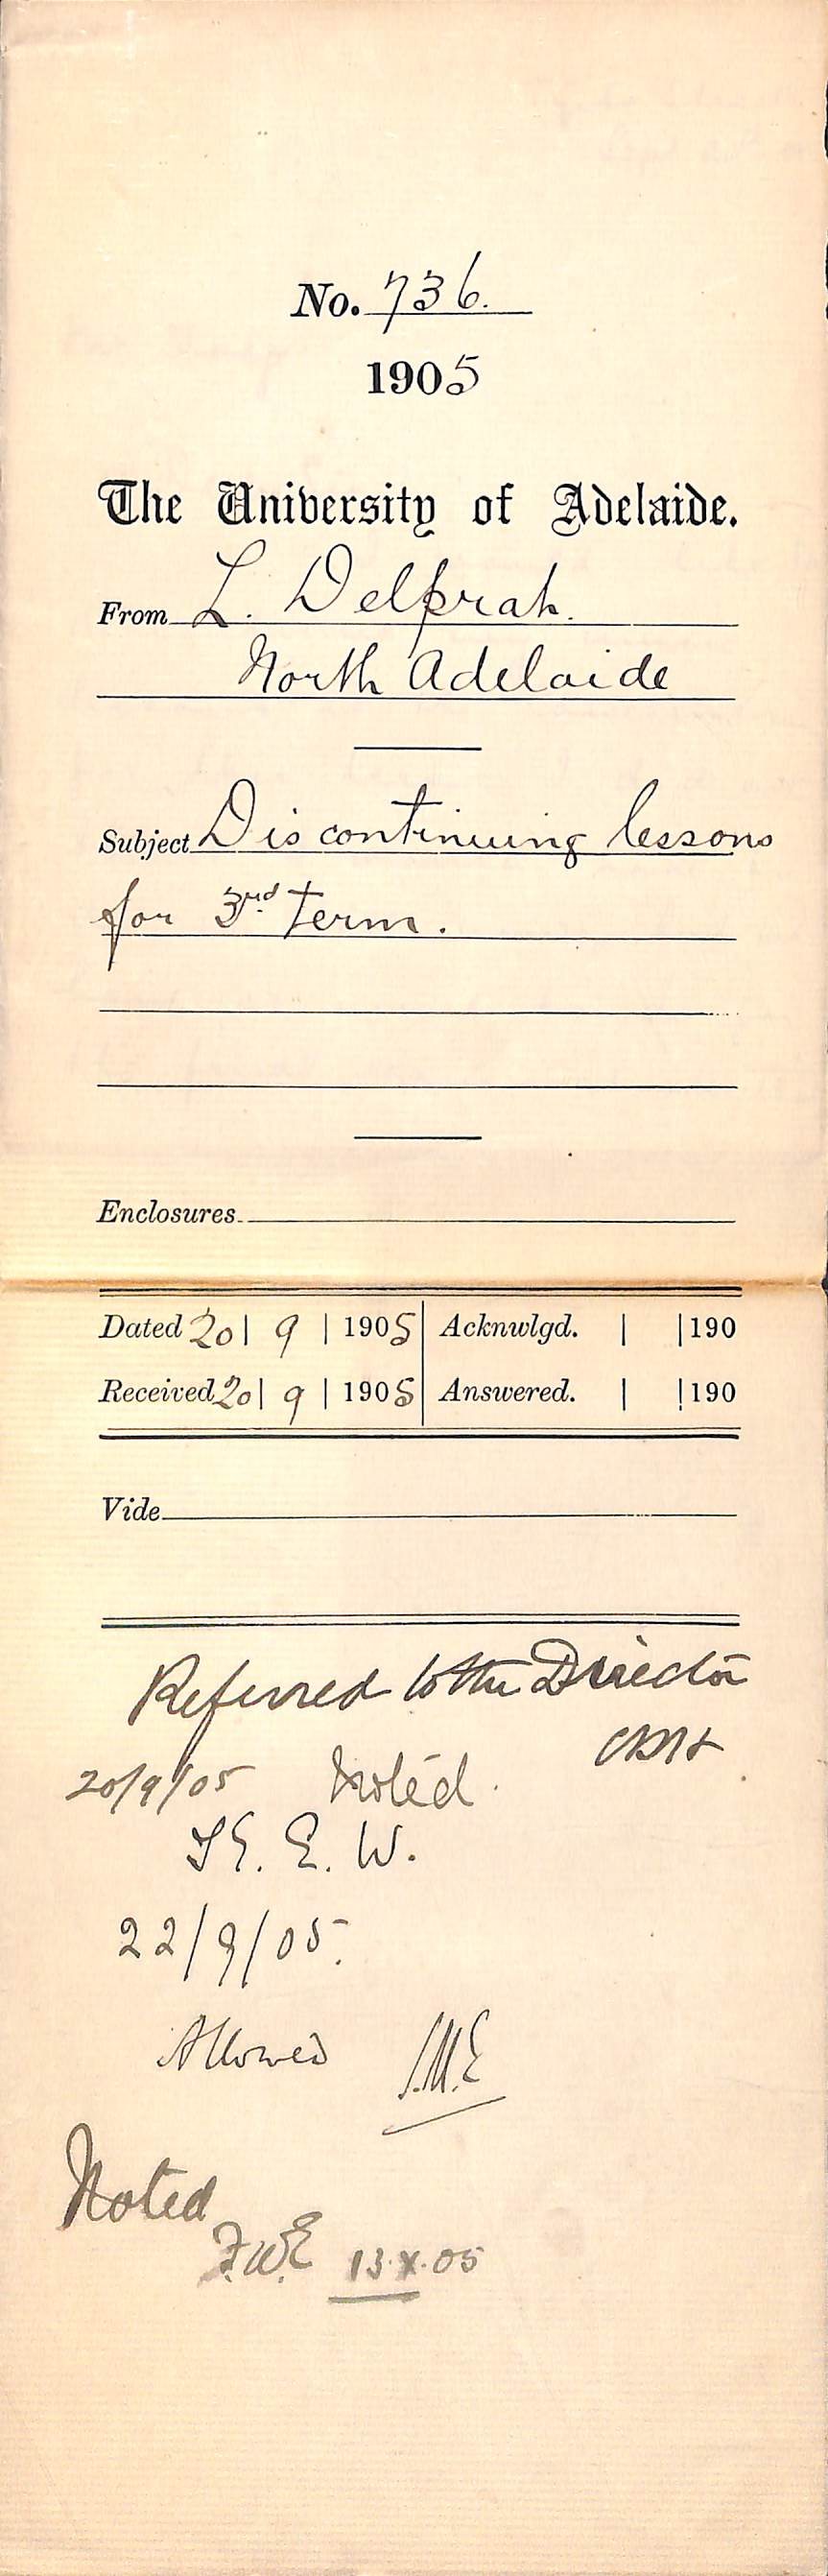 No. 736.
1905
The University of Adelaide.
From L. Delprat.
North Adelaide
Subject Discontinuing lessons
for 3rd term.
Enclosures
Dated 20 | 9 | 1905 Acknwlgd. | | 190
Received 20 | 9 | 1905 Answered. | | 190
Vide
Referred to the Director
20/9/05 Noted.
E. W.
22/9/05.
Allowed
Noted
F.W.E 13.X.05